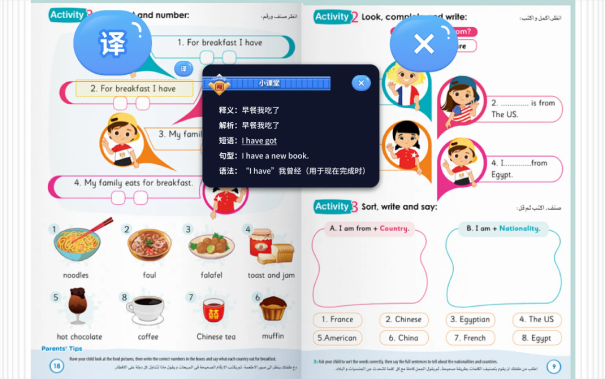 Activity
and number:
انظر صنف ورقم:
译
1. For breakfast I have
译
2. For breakfast I have
3. My fami
4. My family eats for breakfast.
1
2
3
4
noodles
foul
falafel
toast and jam
5
8
7
6
hot chocolate
coffee
Chinese tea
muffin
Parents' Tips
Have your child look at the food pictures, then write the correct numbers in the boxes and say what each country eat for breakfast.
18
小课堂
释义：早餐我吃了
解析：早餐我吃了
短语：I have got
句型：I have a new book.
语法：“I have”我曾经（用于现在完成时）
Activity 2 Look, complete and write:
انظر، اكمل و اكتب:
om?
re
2. ............. is from
The US.
4. I..............from
Egypt.
Activity 3 Sort, write and say:
صنف، اكتب ثم قل:
A. I am from + Country.
B. I am + Nationality.
1. France
2. Chinese
3. Egyptian
4. The US
5.American
6. China
7. French
8. Egypt
3- Ask your child to sort the words correctly, then say the full sentences to tell about the nationalities and countries.
9